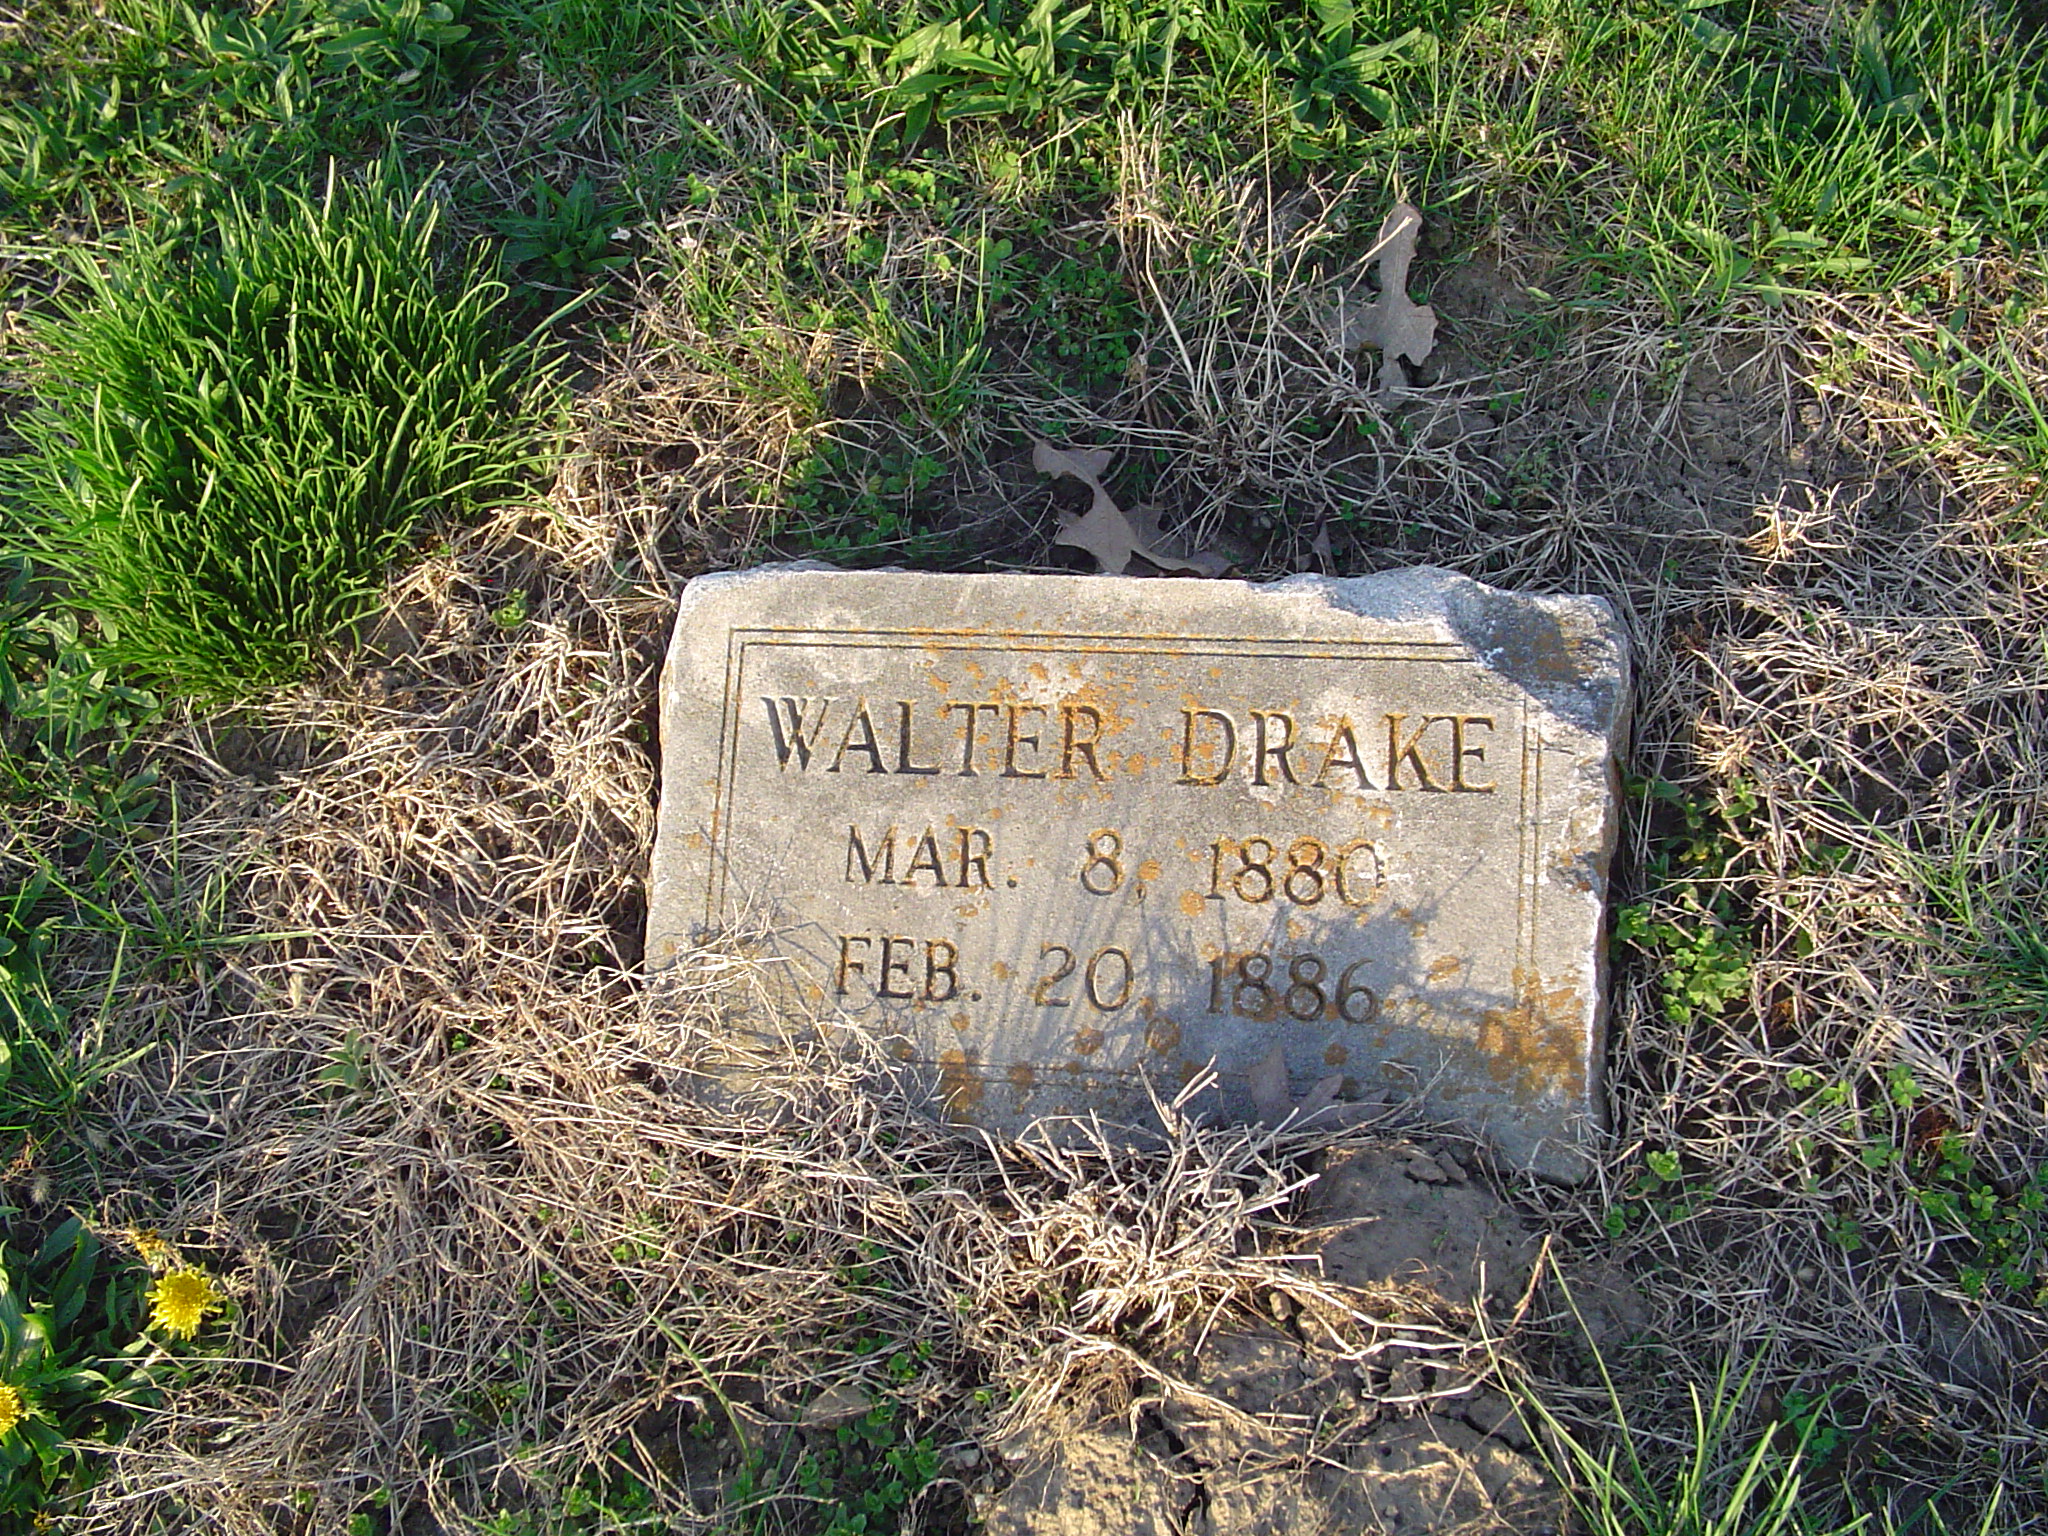 WALTER DRAKE
MAR. 8, 1880
FEB. 20 1886